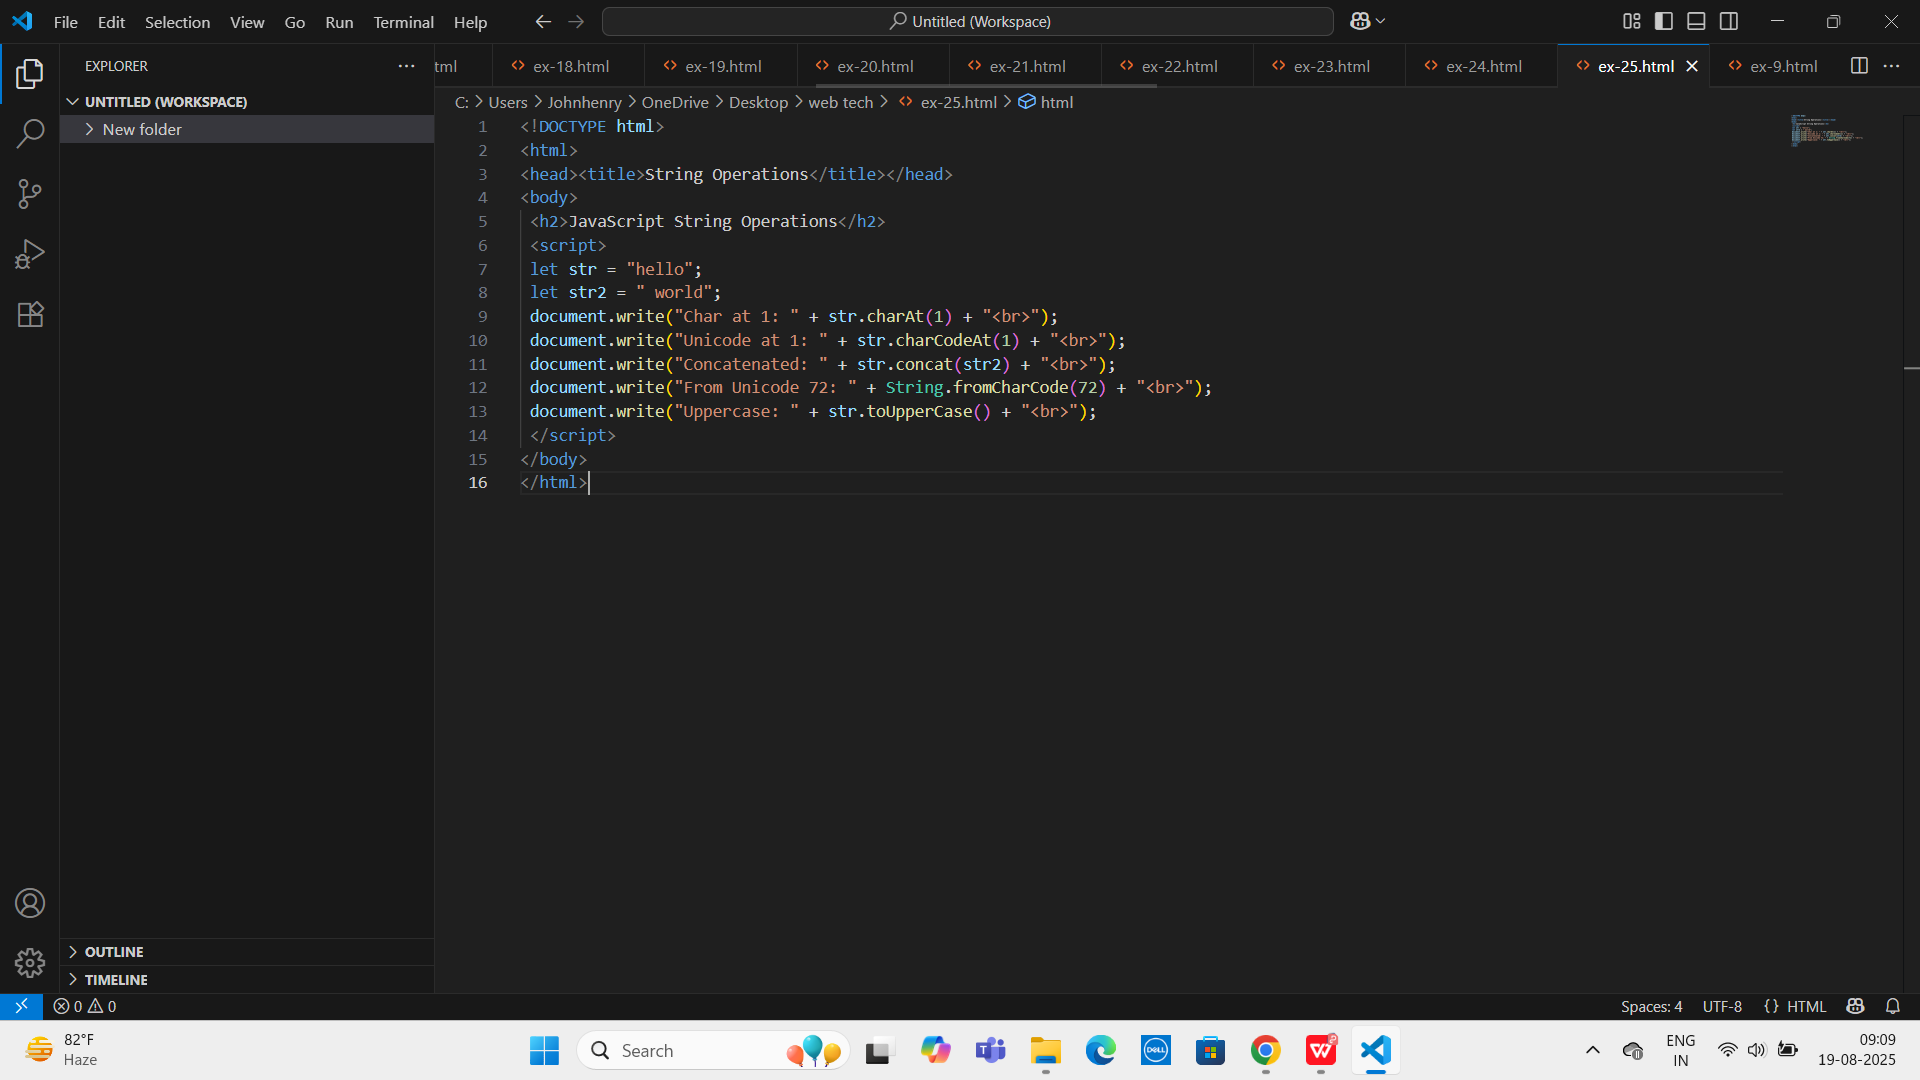 File Edit Selection View Go Run Terminal Help
Untitled (Workspace)
EXPLORER
tml
ex-18.html
ex-19.html
ex-20.html
ex-21.html
ex-22.html
ex-23.html
ex-24.html
ex-25.html
ex-9.html
UNTITLED (WORKSPACE)
New folder
C: > Users > Johnhenry > OneDrive > Desktop > web tech > <> ex-25.html > html
1 <!DOCTYPE html>
2 <html>
3 <head><title>String Operations</title></head>
4 <body>
5 <h2>JavaScript String Operations</h2>
6 <script>
7 let str = "hello";
8 let str2 = " world";
9 document.write("Char at 1: " + str.charAt(1) + "<br>");
10 document.write("Unicode at 1: " + str.charCodeAt(1) + "<br>");
11 document.write("Concatenated: " + str.concat(str2) + "<br>");
12 document.write("From Unicode 72: " + String.fromCharCode(72) + "<br>");
13 document.write("Uppercase: " + str.toUpperCase() + "<br>");
14 </script>
15 </body>
16 </html>
OUTLINE
TIMELINE
0 0
Spaces: 4 UTF-8 {} HTML
82°F
Haze
Search
DELL
ENG
IN
09:09
19-08-2025